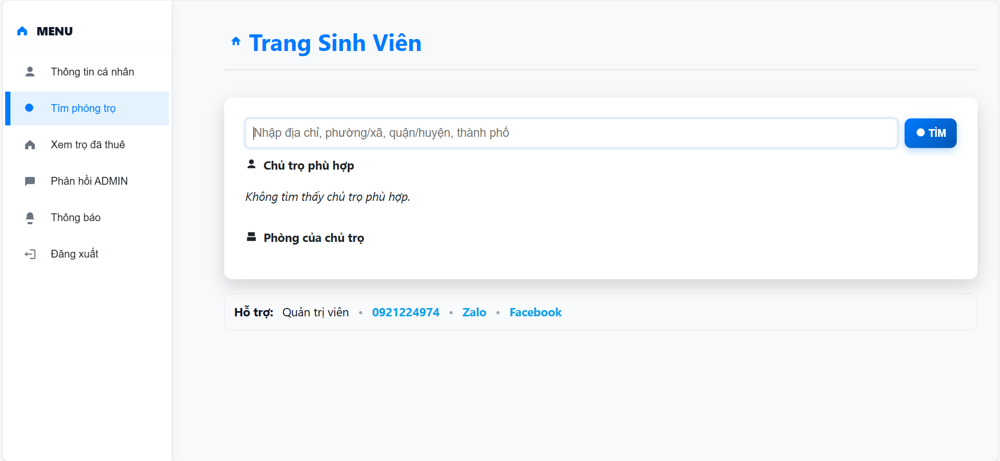 MENU
Thông tin cá nhân
Tìm phòng trọ
Xem trọ đã thuê
Phản hồi ADMIN
Thông báo
Đăng xuất
Trang Sinh Viên
Nhập địa chỉ, phường/xã, quận/huyện, thành phố
TÌM
Chủ trọ phù hợp
Không tìm thấy chủ trọ phù hợp.
Phòng của chủ trọ
Hỗ trợ: Quản trị viên • 0921224974 • Zalo • Facebook